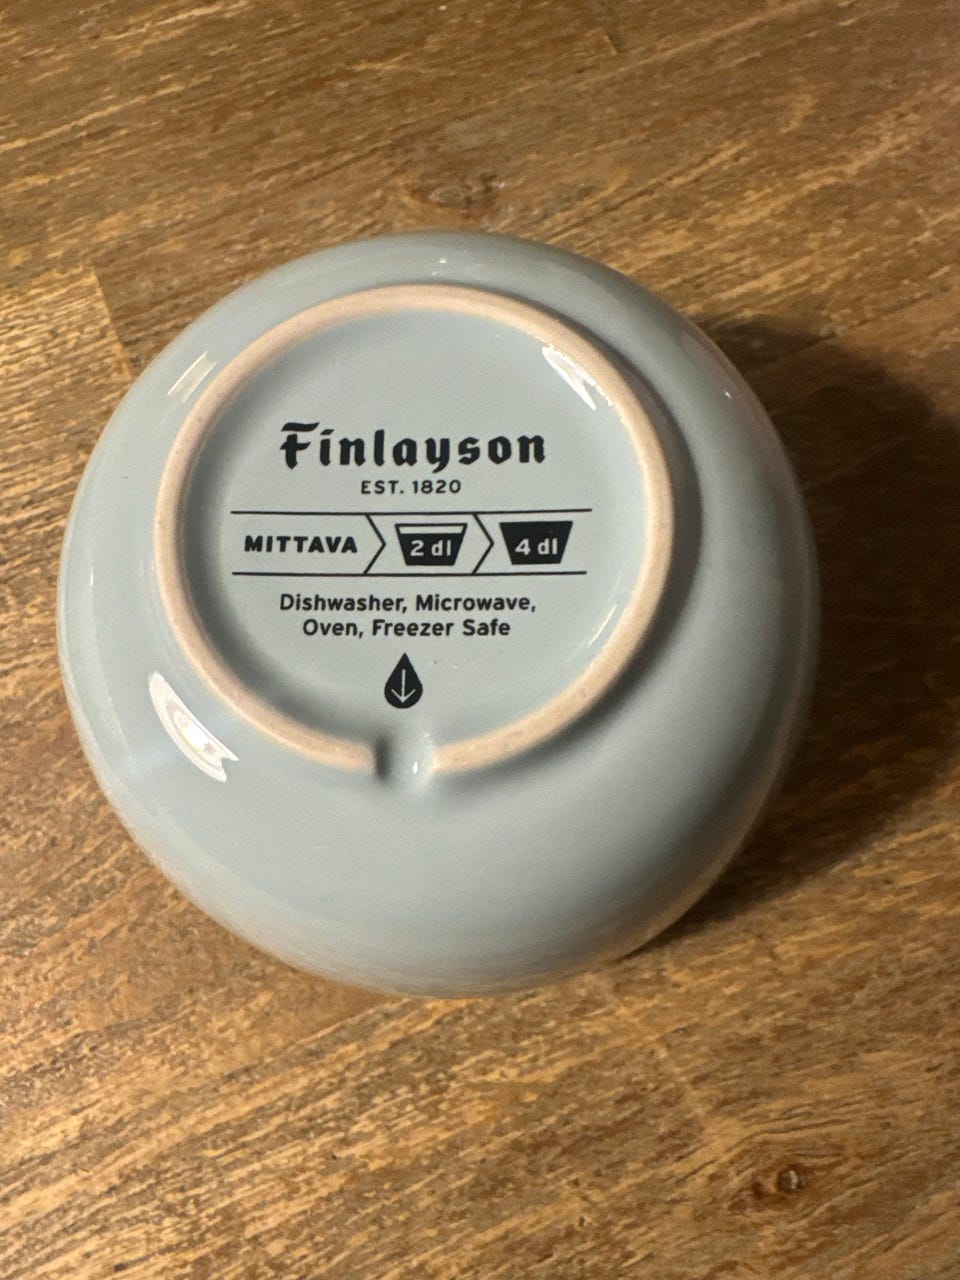 Finlayson
EST. 1820
MITTAVA 2 dl 4 dl
Dishwasher, Microwave,
Oven, Freezer Safe